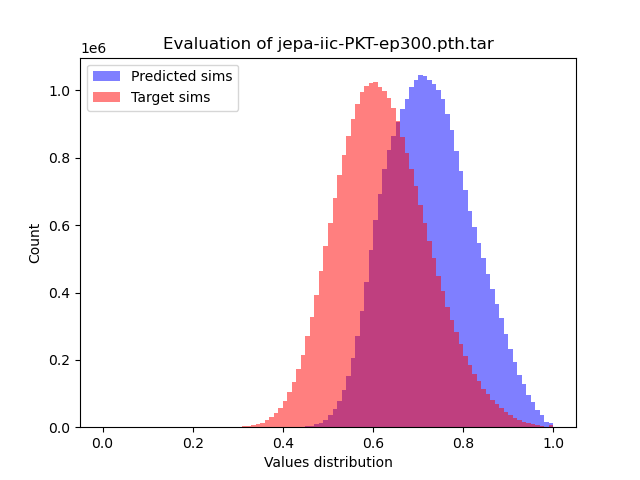 Evaluation of jepa-iic-PKT-ep300.pth.tar
1e6
Predicted sims
Target sims
1.0
0.8
0.6
0.4
0.2
0.0
Count
0.0 0.2 0.4 0.6 0.8 1.0
Values distribution